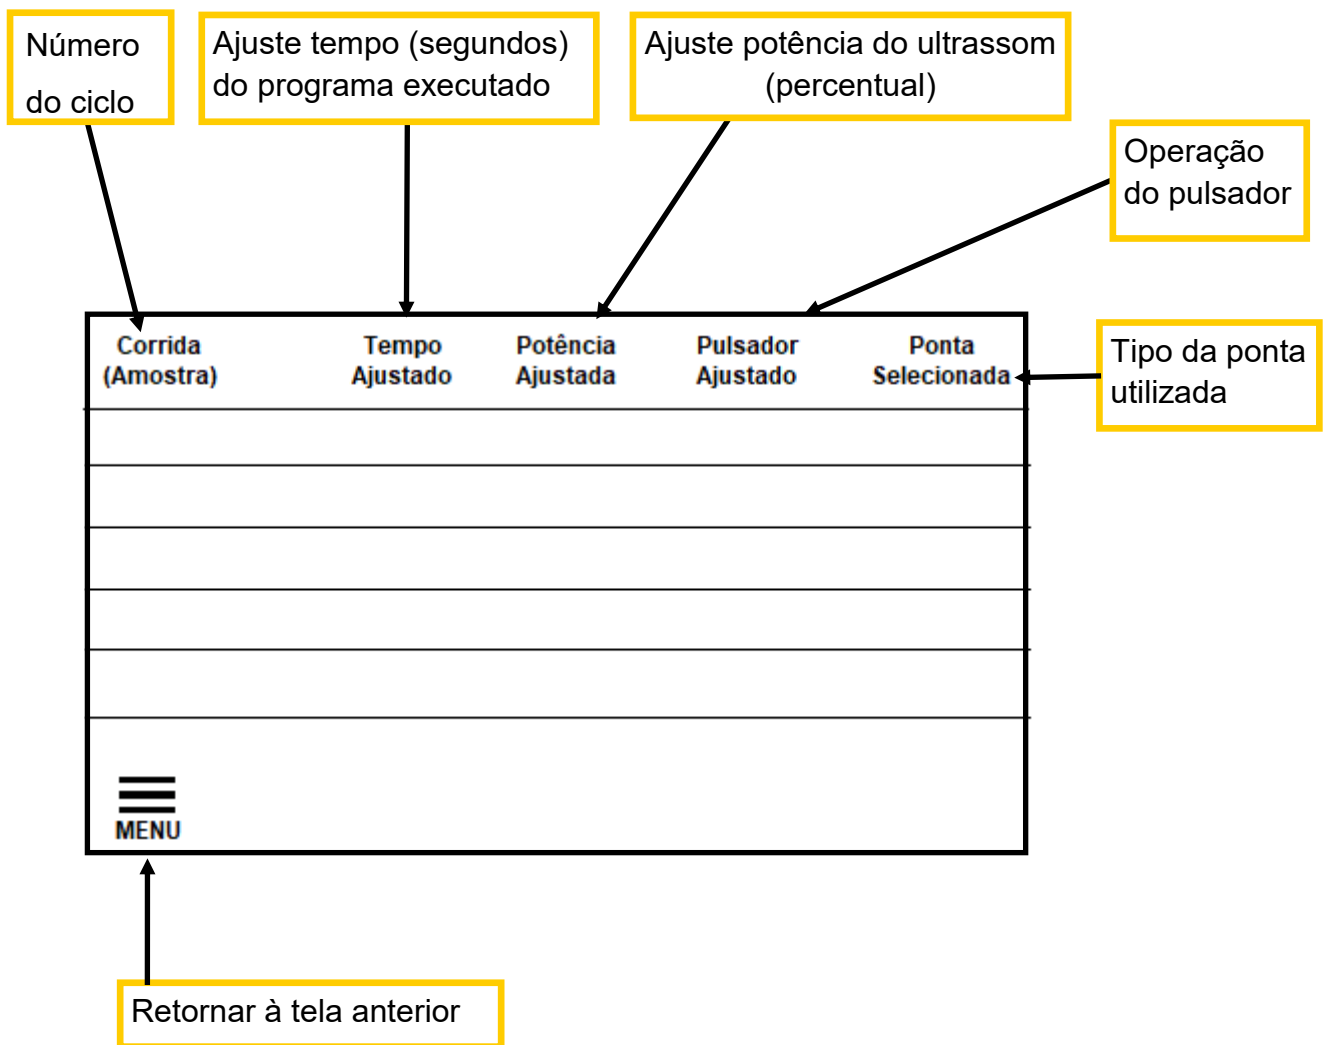 Número
do ciclo
Ajuste tempo (segundos)
do programa executado
Ajuste potência do ultrassom
(percentual)
Operação
do pulsador
Tipo da ponta
utilizada
Corrida
(Amostra)
Tempo
Ajustado
Potência
Ajustada
Pulsador
Ajustado
Ponta
Selecionada
MENU
Retornar à tela anterior